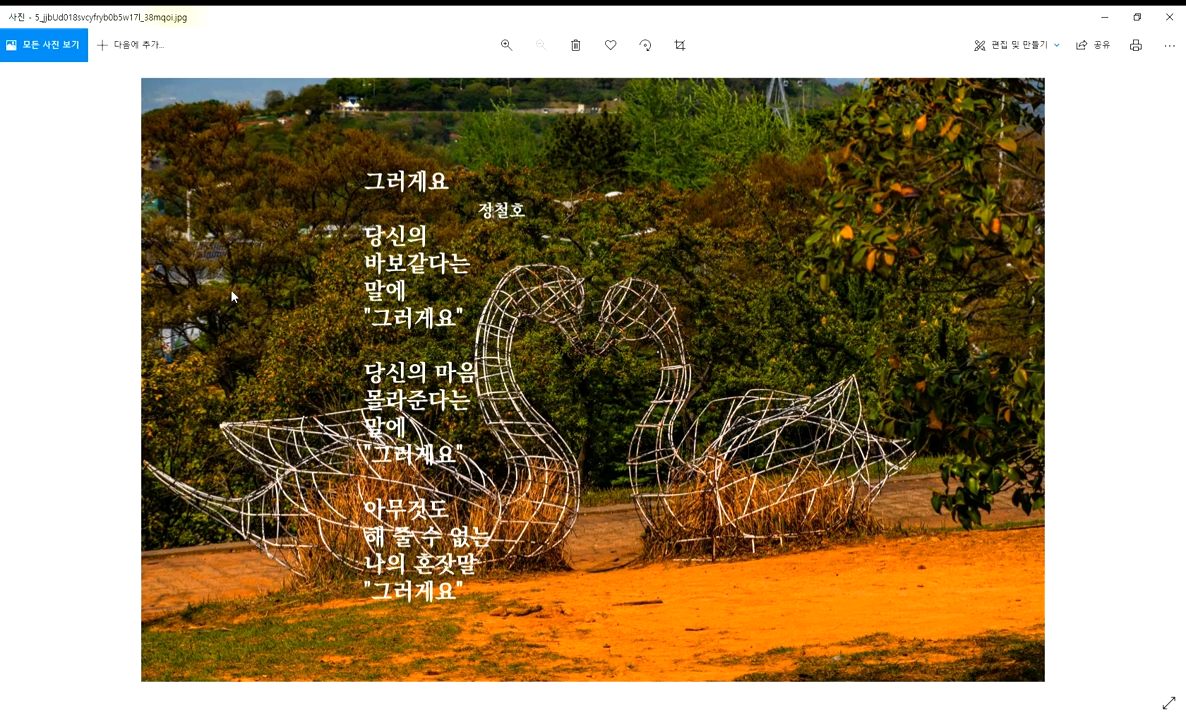 사진 - 5_jjbUd018svcyfryb0b5w17l_38mqoi.jpg
모든 사진 보기
다음에 추가...
편집 및 만들기
공유
그러게요
정철호
당신의
바보같다는
말에
"그러게요"
당신의 마음
몰라준다는
말에
"그러게요"
아무것도
해 줄 수 없는
나의 혼잣말
"그러게요"